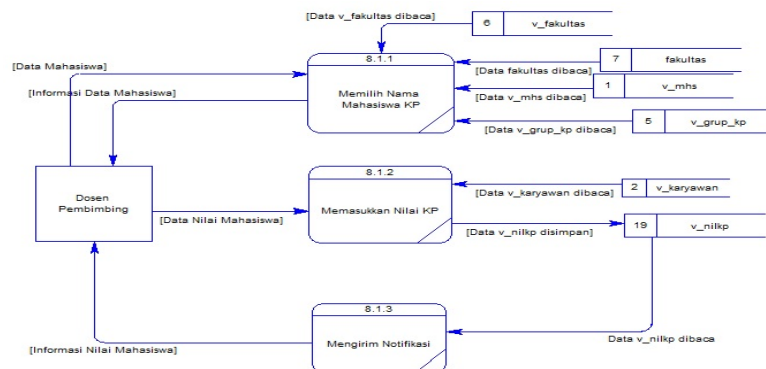 [Data v_fakultas dibaca]
6 v_fakultas
8.1.1
[Data Mahasiswa]
7 fakultas
[Data fakultas dibaca]
[Informasi Data Mahasiswa]
Memilih Nama
Mahasiswa KP
1 v_mhs
[Data v_mhs dibaca]
5 v_grup_kp
[Data v_grup_kp dibaca]
8.1.2
Dosen
Pembimbing
2 v_karyawan
[Data v_karyawan dibaca]
[Data Nilai Mahasiswa]
Memasukkan Nilai KP
19 v_nilkp
[Data v_nilkp disimpan]
8.1.3
Mengirim Notifikasi
Data v_nilkp dibaca
[Informasi Nilai Mahasiswa]